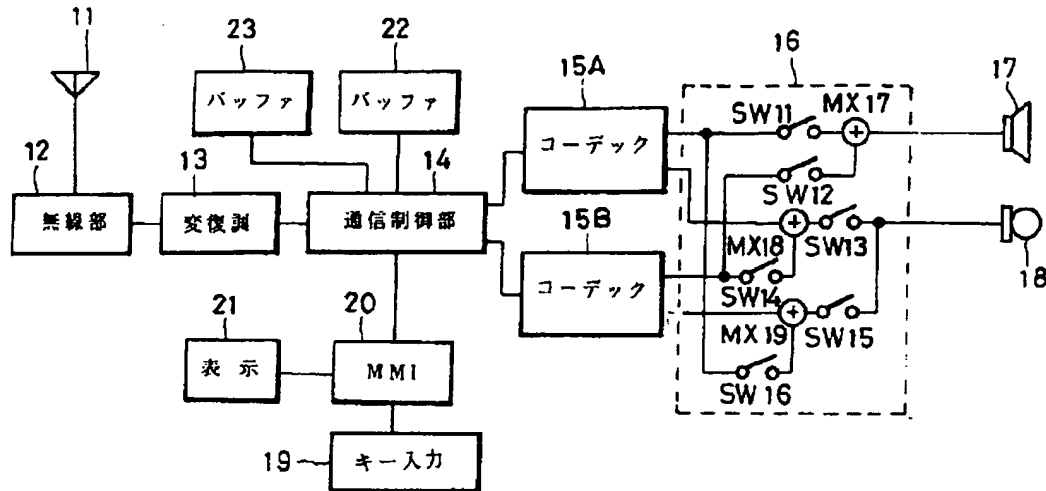 11
23
22
15A
16
17
バッファ
バッファ
コーデック
SW11
MX17
12
13
14
SW12
無線部
変復調
通信制御部
15B
コーデック
MX18
SW13
18
SW14
21
20
MX19
SW15
表示
MMI
SW16
19
キー入力